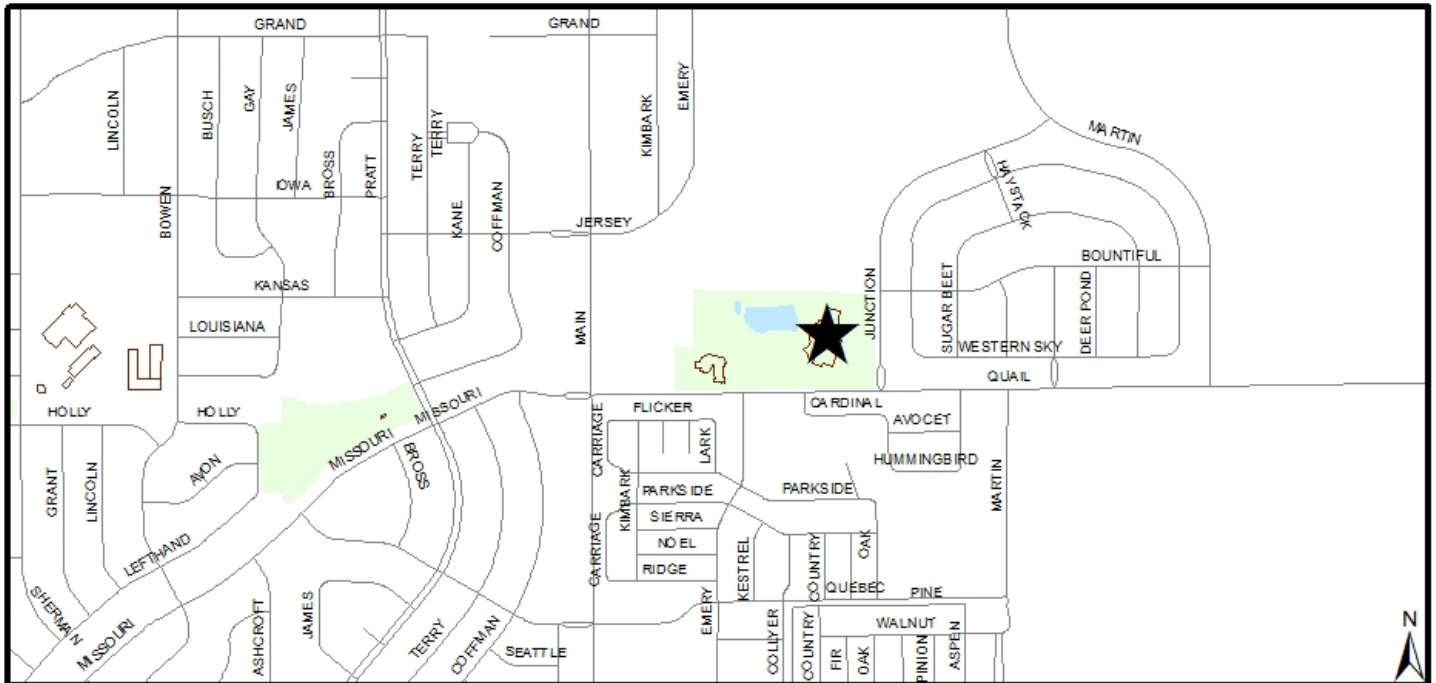 GRAND
GRAND
EMERY
LINCOLN
BUSCH
GAY
JAMES
KIMBARK
TERRY
TERRY
MARTIN
BROSS
PRATT
IOWA
HAYSTACK
BOWEN
KANE
COFFMAN
JERSEY
BOUNTIFUL
KANSAS
JUNCTION
SUGAR BEET
DEER POND
LOUISIANA
MAIN
WESTERN SKY
QUAIL
HOLLY
HOLLY
MISSOURI
CARRIAGE
FLICKER
CARDINAL
AVOCET
LARK
MISSOURI
BROSS
HUMMINGBIRD
AVON
GRANT
LINCOLN
KIMBARK
PARKSIDE
PARKSIDE
MARTIN
SIERRA
CARRIAGE
NOEL
OAK
LEFTHAND
RIDGE
KESTREL
COUNTRY
QUEBEC
PINE
SHERMAN
MISSOURI
ASHCROFT
JAMES
TERRY
COFFMAN
SEATTLE
EMERY
COLLYER
COUNTRY
WALNUT
FIR
OAK
PINION
ASPEN
N